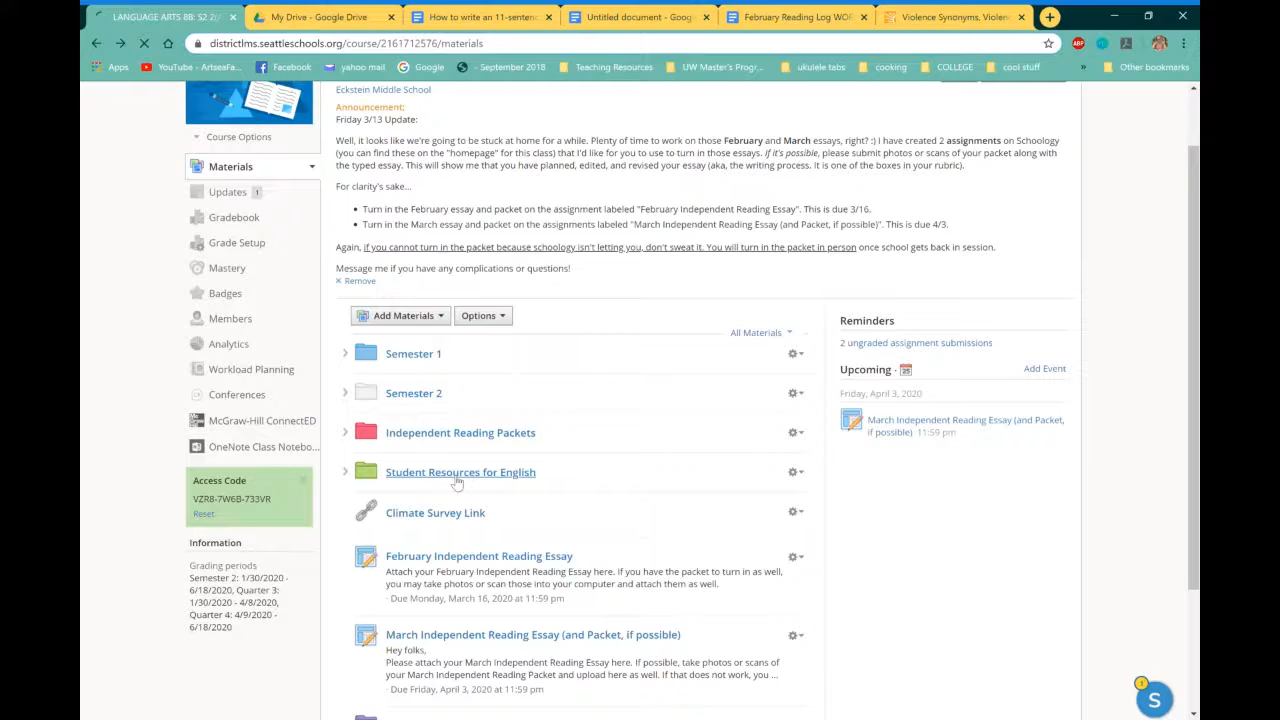 LANGUAGE ARTS 8B: S2 2(
My Drive - Google Drive
How to write an 11-senten
Untitled document - Goog
February Reading Log WOR
Violence Synonyms, Violen
districtlms.seattleschools.org/course/2161712576/materials
ABP
Apps
YouTube - ArtseaFa...
Facebook
yahoo mail
Google
- September 2018
Teaching Resources
UW Master's Progr...
ukulele tabs
cooking
COLLEGE
cool stuff
»
Other bookmarks
Eckstein Middle School
Announcement:
Friday 3/13 Update:
Well, it looks like we're going to be stuck at home for a while. Plenty of time to work on those February and March essays, right? :) I have created 2 assignments on Schoology
(you can find these on the "homepage" for this class) that I'd like for you to use to turn in those essays. If it's possible, please submit photos or scans of your packet along with
the typed essay. This will show me that you have planned, edited, and revised your essay (aka, the writing process. It is one of the boxes in your rubric).
For clarity's sake...
• Turn in the February essay and packet on the assignment labeled "February Independent Reading Essay". This is due 3/16.
• Turn in the March essay and packet on the assignments labeled "March Independent Reading Essay (and Packet, if possible)". This is due 4/3.
Again, if you cannot turn in the packet because schoology isn't letting you, don't sweat it. You will turn in the packet in person once school gets back in session.
Message me if you have any complications or questions!
× Remove
Course Options
Materials
Updates 1
Gradebook
Grade Setup
Mastery
Badges
Members
Analytics
Workload Planning
Conferences
McGraw-Hill ConnectED
OneNote Class Notebo...
Access Code
VZR8-7W6B-733VR
Reset
Information
Grading periods
Semester 2: 1/30/2020 -
6/18/2020, Quarter 3:
1/30/2020 - 4/8/2020,
Quarter 4: 4/9/2020 -
6/18/2020
Add Materials
Options
All Materials
Semester 1
Semester 2
Independent Reading Packets
Student Resources for English
Climate Survey Link
February Independent Reading Essay
Attach your February Independent Reading Essay here. If you have the packet to turn in as well,
you may take photos or scan those into your computer and attach them as well.
· Due Monday, March 16, 2020 at 11:59 pm
March Independent Reading Essay (and Packet, if possible)
Hey folks,
Please attach your March Independent Reading Essay here. If possible, take photos or scans of
your March Independent Reading Packet and upload here as well. If that does not work, you ...
· Due Friday, April 3, 2020 at 11:59 pm
Reminders
2 ungraded assignment submissions
Upcoming ·
Add Event
Friday, April 3, 2020
March Independent Reading Essay (and Packet,
if possible) 11:59 pm
1
S